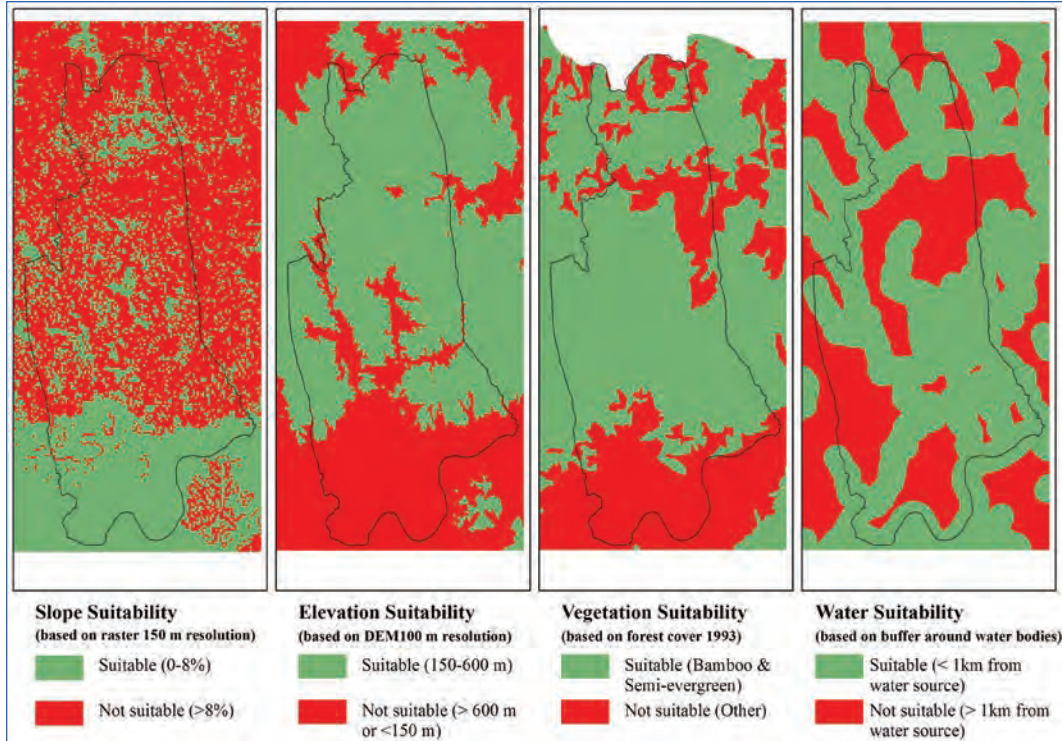 Slope Suitability
(based on raster 150 m resolution)
Suitable (0-8%)
Not suitable (>8%)
Elevation Suitability
(based on DEM100 m resolution)
Suitable (150-600 m)
Not suitable (> 600 m
or <150 m)
Vegetation Suitability
(based on forest cover 1993)
Suitable (Bamboo &
Semi-evergreen)
Not suitable (Other)
Water Suitability
(based on buffer around water bodies)
Suitable (< 1km from
water source)
Not suitable (> 1km from
water source)